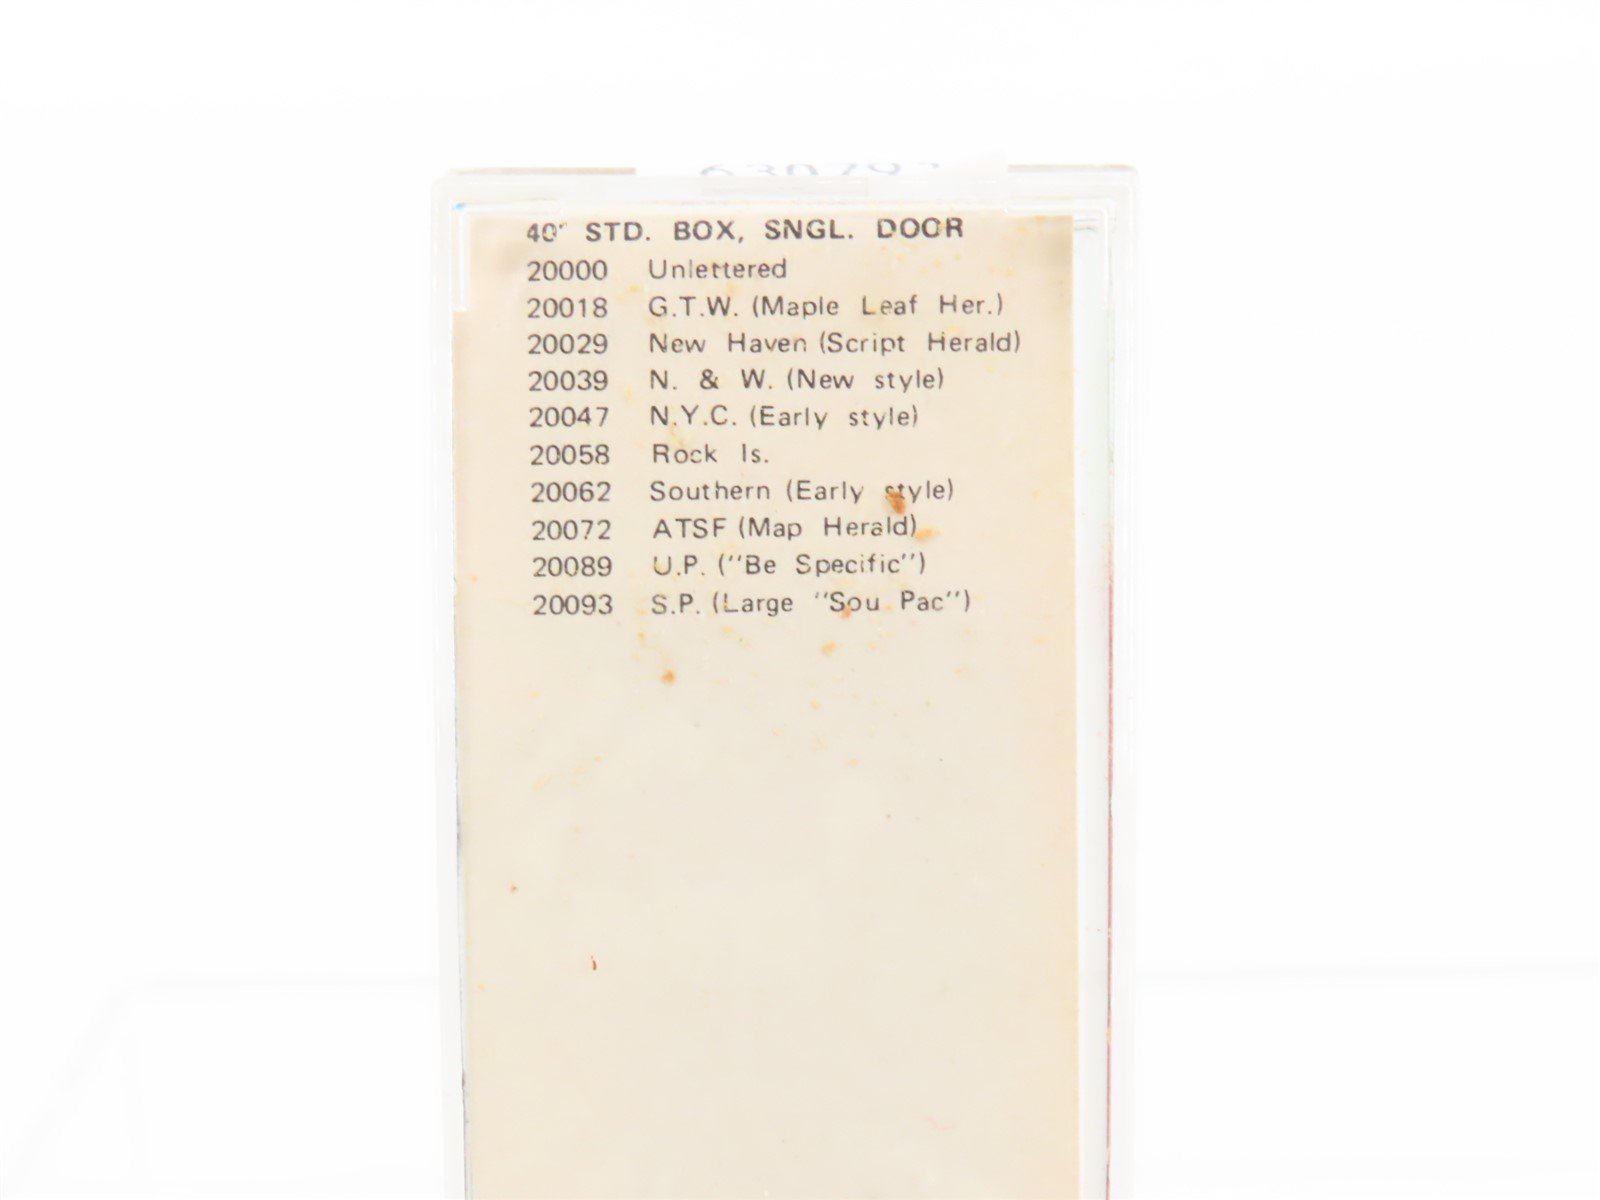 40' STD. BOX, SNGL. DOOR
20000 Unlettered
20018 G.T.W. (Maple Leaf Her.)
20029 New Haven (Script Herald)
20039 N. & W. (New style)
20047 N.Y.C. (Early style)
20058 Rock Is.
20062 Southern (Early style)
20072 ATSF (Map Herald)
20089 U.P. (''Be Specific'')
20093 S.P. (Large ''Sou Pac'')